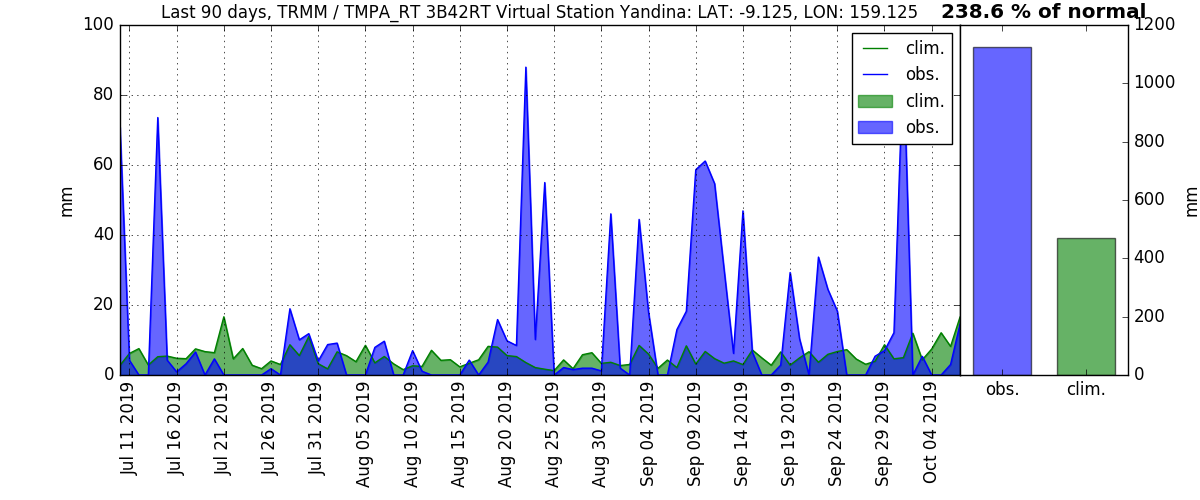 Last 90 days, TRMM / TMPA_RT 3B42RT Virtual Station Yandina: LAT: -9.125, LON: 159.125
238.6 % of normal
100
80
60
40
20
0
mm
clim.
obs.
clim.
obs.
Jul 11 2019
Jul 16 2019
Jul 21 2019
Jul 26 2019
Jul 31 2019
Aug 05 2019
Aug 10 2019
Aug 15 2019
Aug 20 2019
Aug 25 2019
Aug 30 2019
Sep 04 2019
Sep 09 2019
Sep 14 2019
Sep 19 2019
Sep 24 2019
Sep 29 2019
Oct 04 2019
1200
1000
800
600
400
200
0
mm
obs.
clim.